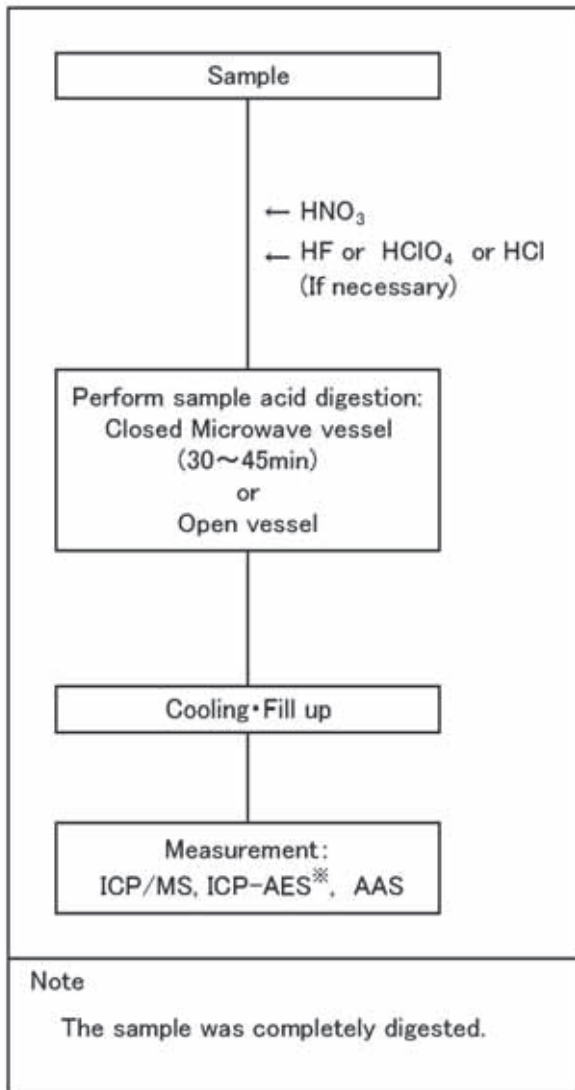 Sample
← HNO₃
← HF or HClO₄ or HCl
(If necessary)
Perform sample acid digestion:
Closed Microwave vessel
(30～45min)
or
Open vessel
Cooling・Fill up
Measurement:
ICP/MS, ICP-AES※, AAS
Note
The sample was completely digested.